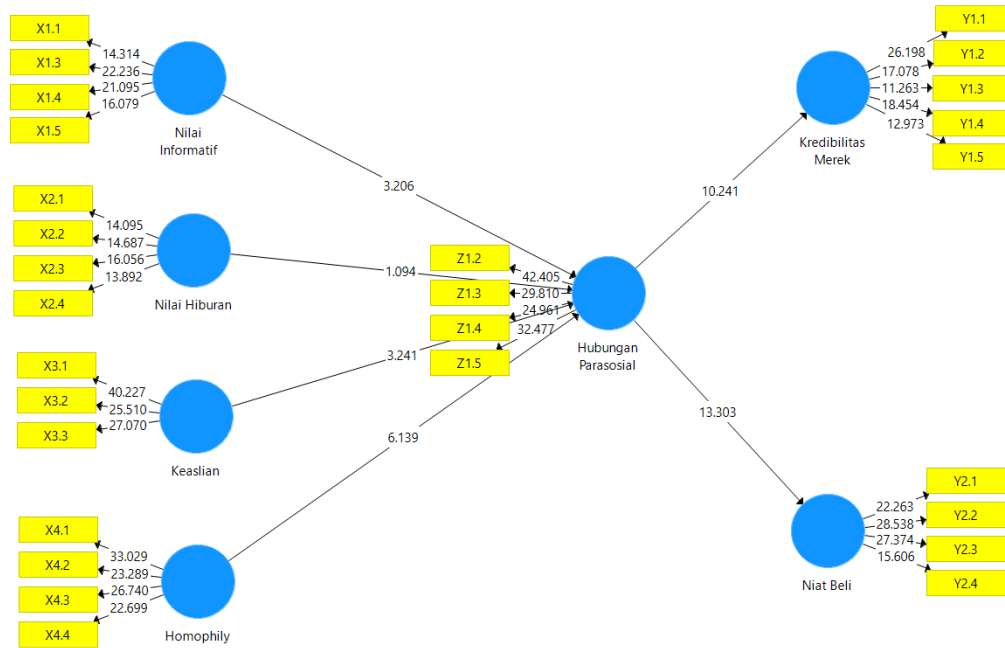 X1.1
X1.3
X1.4
X1.5
14.314
22.236
21.095
16.079
Nilai
Informatif
X2.1
X2.2
X2.3
X2.4
14.095
14.687
16.056
13.892
Nilai Hiburan
X3.1
X3.2
X3.3
40.227
25.510
27.070
Keaslian
X4.1
X4.2
X4.3
X4.4
33.029
23.289
26.740
22.699
Homophily
3.206
1.094
3.241
6.139
Z1.2
Z1.3
Z1.4
Z1.5
42.405
29.810
24.961
32.477
Hubungan
Parasosial
10.241
13.303
Y1.1
Y1.2
Y1.3
Y1.4
Y1.5
26.198
17.078
11.263
18.454
12.973
Kredibilitas
Merek
Y2.1
Y2.2
Y2.3
Y2.4
22.263
28.538
27.374
15.606
Niat Beli